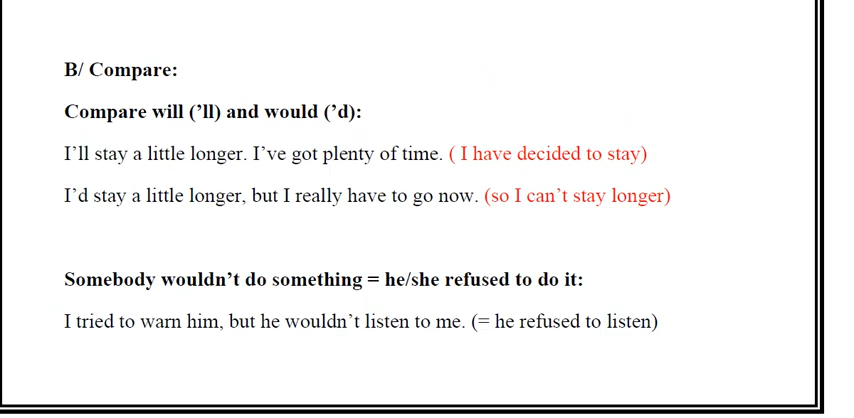 B/ Compare:
Compare will (’ll) and would (’d):
I’ll stay a little longer. I’ve got plenty of time. ( I have decided to stay)
I’d stay a little longer, but I really have to go now. (so I can’t stay longer)
Somebody wouldn’t do something = he/she refused to do it:
I tried to warn him, but he wouldn’t listen to me. (= he refused to listen)